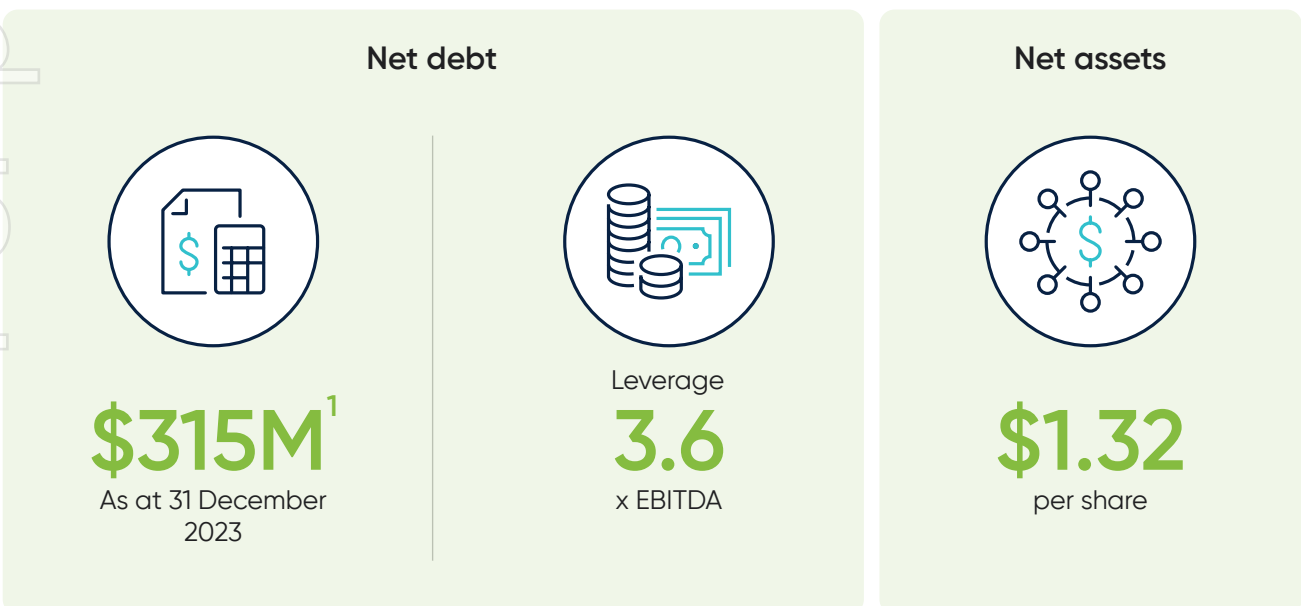 Net debt
$315M¹
As at 31 December
2023
Leverage
3.6
x EBITDA
Net assets
$1.32
per share